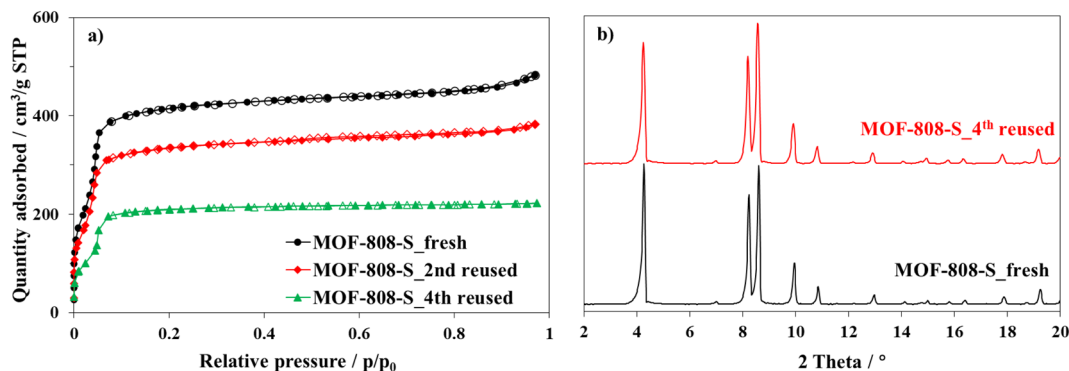 a)
600
400
200
0
Quantity adsorbed / cm³/g STP
MOF-808-S_fresh
MOF-808-S_2nd reused
MOF-808-S_4th reused
0 0.2 0.4 0.6 0.8 1
Relative pressure / p/p₀
b)
MOF-808-S_4ᵗʰ reused
MOF-808-S_fresh
2 4 6 8 10 12 14 16 18 20
2 Theta / °